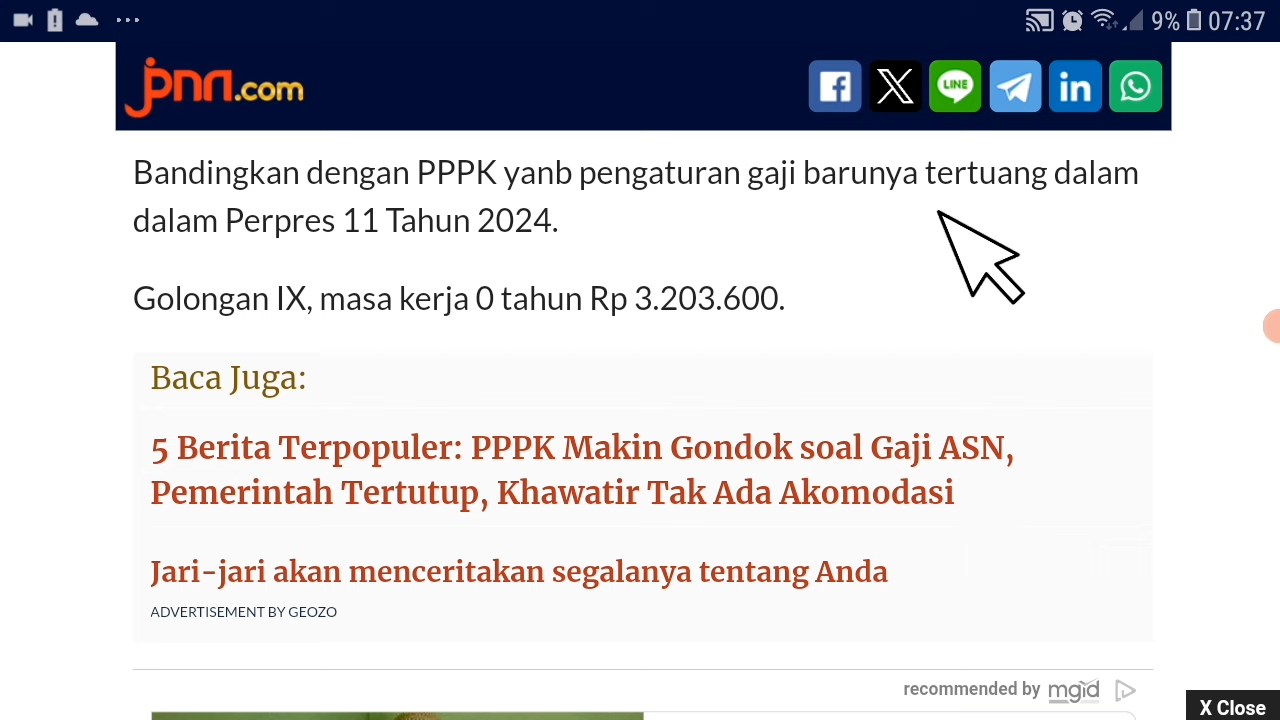 9% 07:37
jpnn.com
LINE
in
Bandingkan dengan PPPK yanb pengaturan gaji barunya tertuang dalam
dalam Perpres 11 Tahun 2024.
Golongan IX, masa kerja 0 tahun Rp 3.203.600.
Baca Juga:
5 Berita Terpopuler: PPPK Makin Gondok soal Gaji ASN,
Pemerintah Tertutup, Khawatir Tak Ada Akomodasi
Jari-jari akan menceritakan segalanya tentang Anda
ADVERTISEMENT BY GEOZO
recommended by mgid
X Close